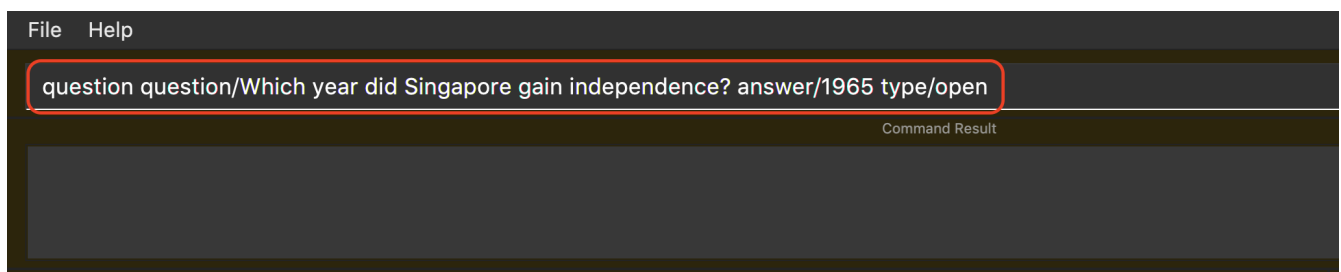 File Help
question question/Which year did Singapore gain independence? answer/1965 type/open
Command Result